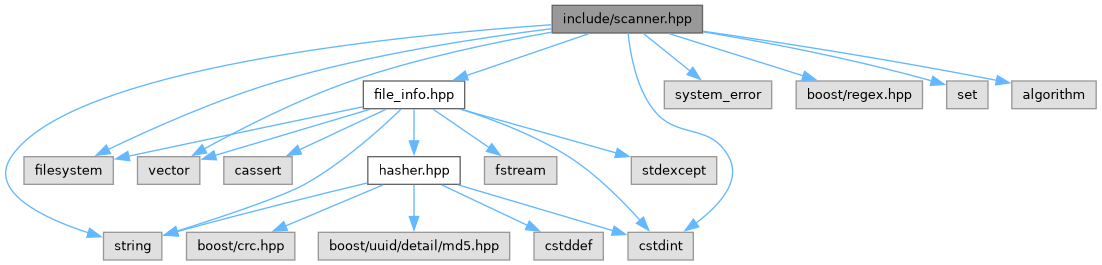 include/scanner.hpp
file_info.hpp
system_error
boost/regex.hpp
set
algorithm
filesystem
vector
cassert
hasher.hpp
fstream
stdexcept
string
boost/crc.hpp
boost/uuid/detail/md5.hpp
cstddef
cstdint